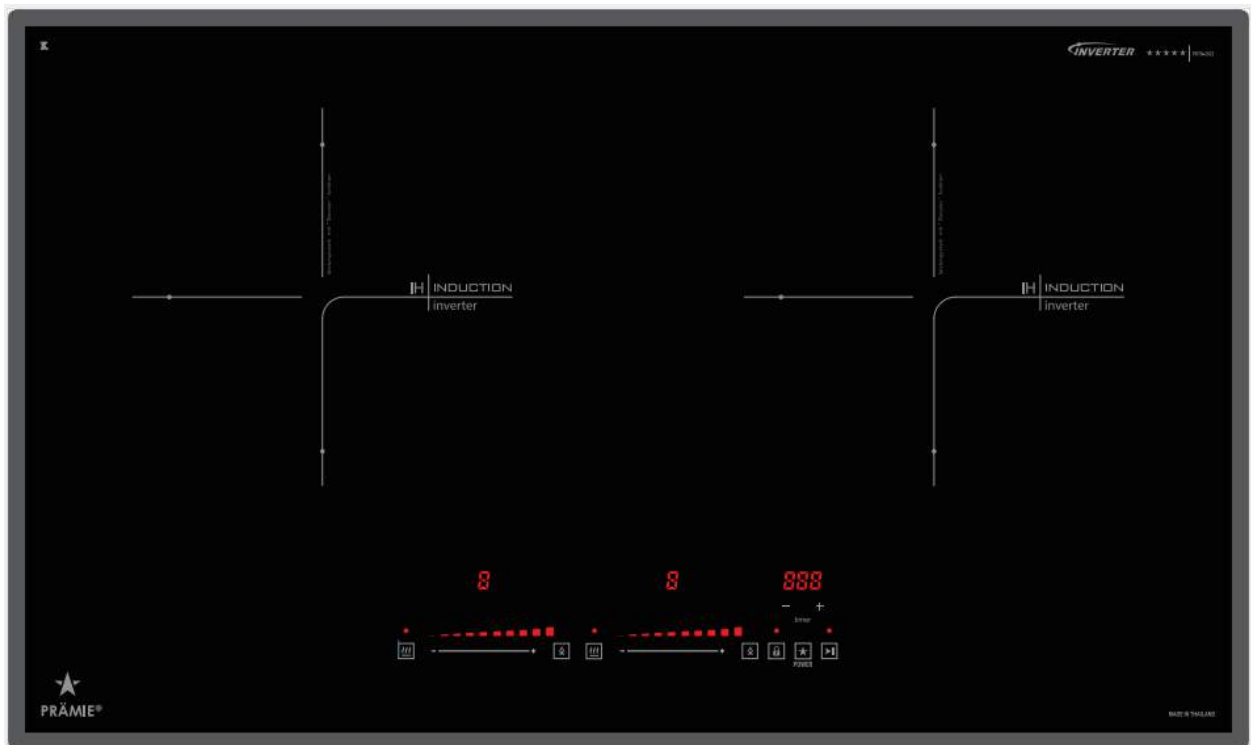 INVERTER
IH INDUCTION
inverter
IH INDUCTION
inverter
8
8
888
- +
timer
- +
- +
POWER
PRÄMIE®
MADE IN THAILAND